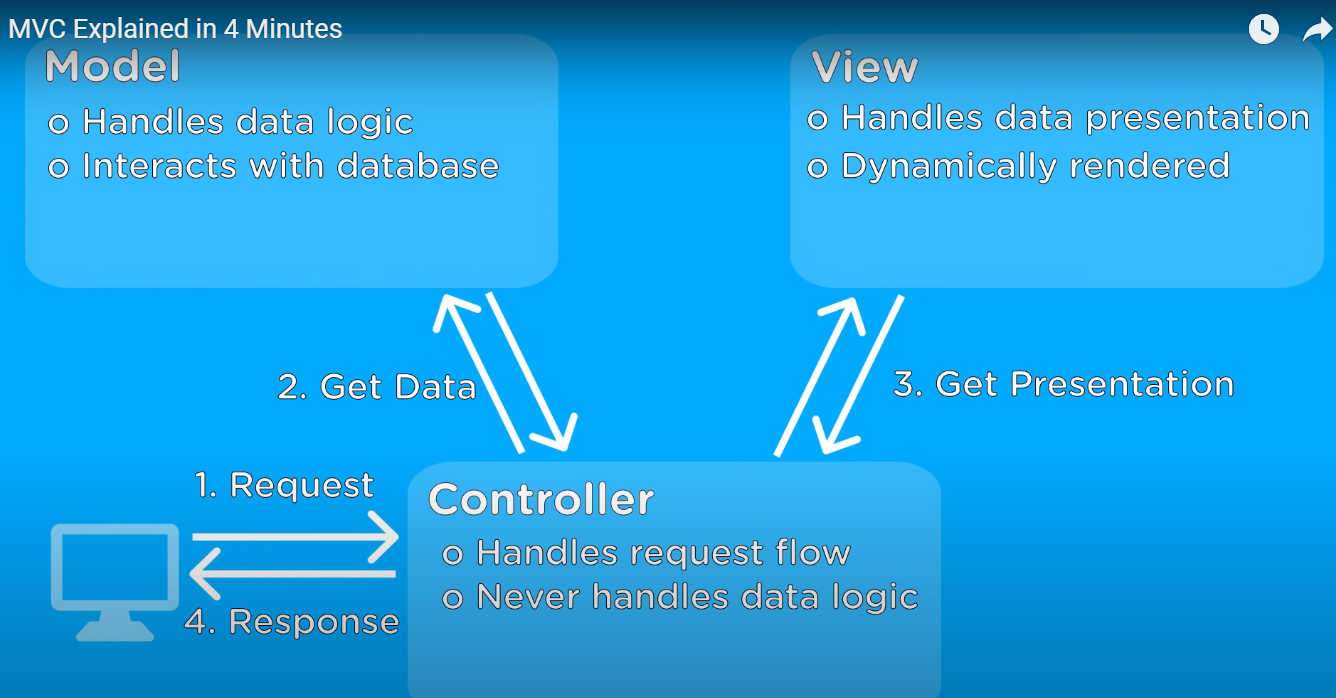 MVC Explained in 4 Minutes
Model
o Handles data logic
o Interacts with database
View
o Handles data presentation
o Dynamically rendered
2. Get Data
3. Get Presentation
1. Request
4. Response
Controller
o Handles request flow
o Never handles data logic